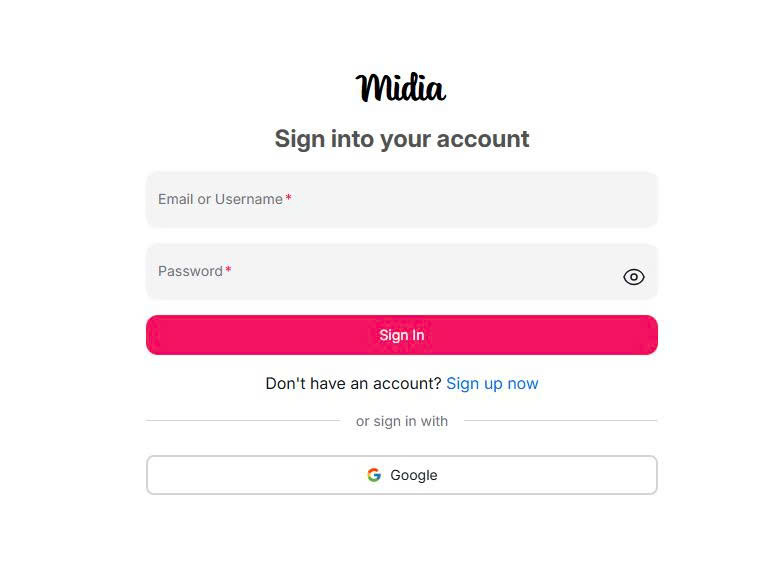 Midia
Sign into your account
Email or Username*
Password*
Sign In
Don't have an account? Sign up now
or sign in with
Google